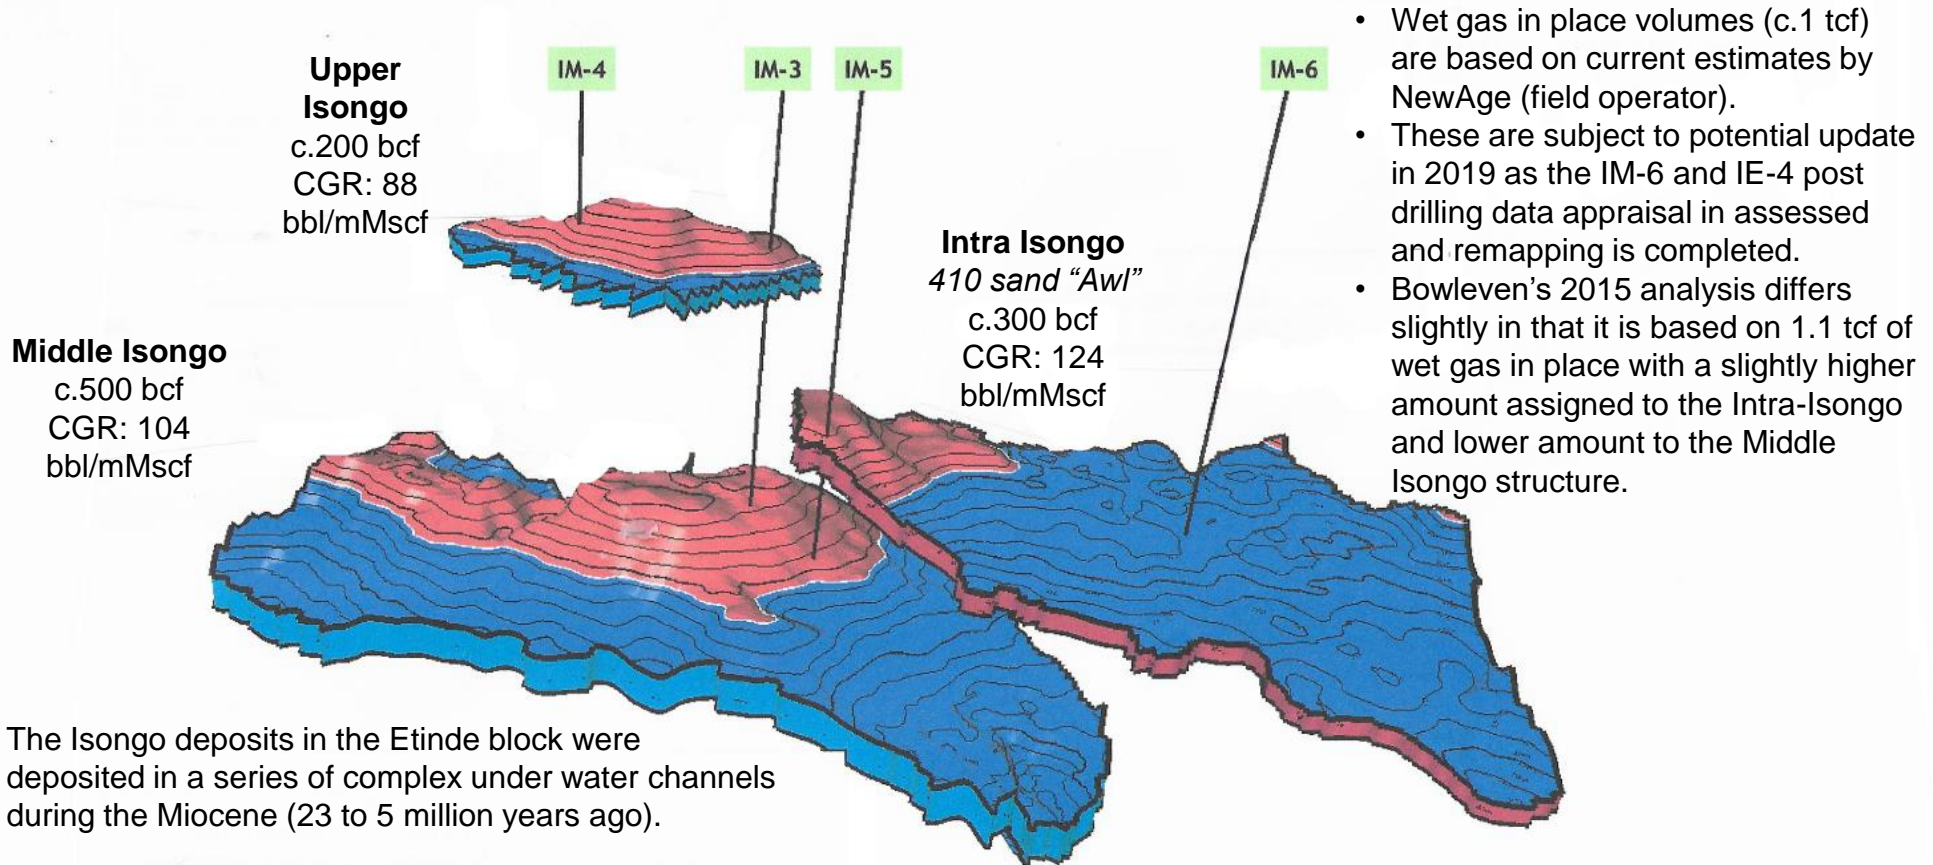 Upper
Isongo
c.200 bcf
CGR: 88
bbl/mMscf
IM-4
IM-3
IM-5
IM-6
Middle Isongo
c.500 bcf
CGR: 104
bbl/mMscf
Intra Isongo
410 sand “Awl”
c.300 bcf
CGR: 124
bbl/mMscf
• Wet gas in place volumes (c.1 tcf)
are based on current estimates by
NewAge (field operator).
• These are subject to potential update
in 2019 as the IM-6 and IE-4 post
drilling data appraisal in assessed
and remapping is completed.
• Bowleven’s 2015 analysis differs
slightly in that it is based on 1.1 tcf of
wet gas in place with a slightly higher
amount assigned to the Intra-Isongo
and lower amount to the Middle
Isongo structure.
The Isongo deposits in the Etinde block were
deposited in a series of complex under water channels
during the Miocene (23 to 5 million years ago).